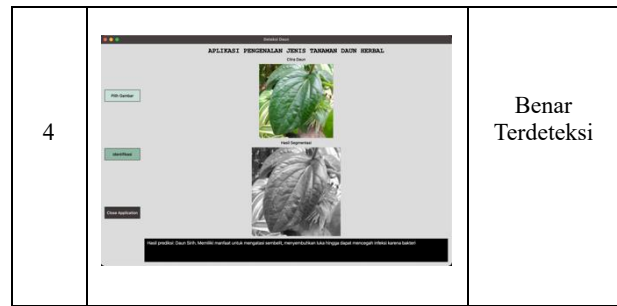 4
Deteksi Daun
APLIKASI PENGENALAN JENIS TANAMAN DAUN HERBAL
Citra Daun
Pilih Gambar
Hasil Segmentasi
Identifikasi
Close Application
Hasil prediksi: Daun Sirih, Memiliki manfaat untuk mengatasi sembelit, menyembuhkan luka hingga dapat mencegah infeksi karena bakteri
Benar
Terdeteksi